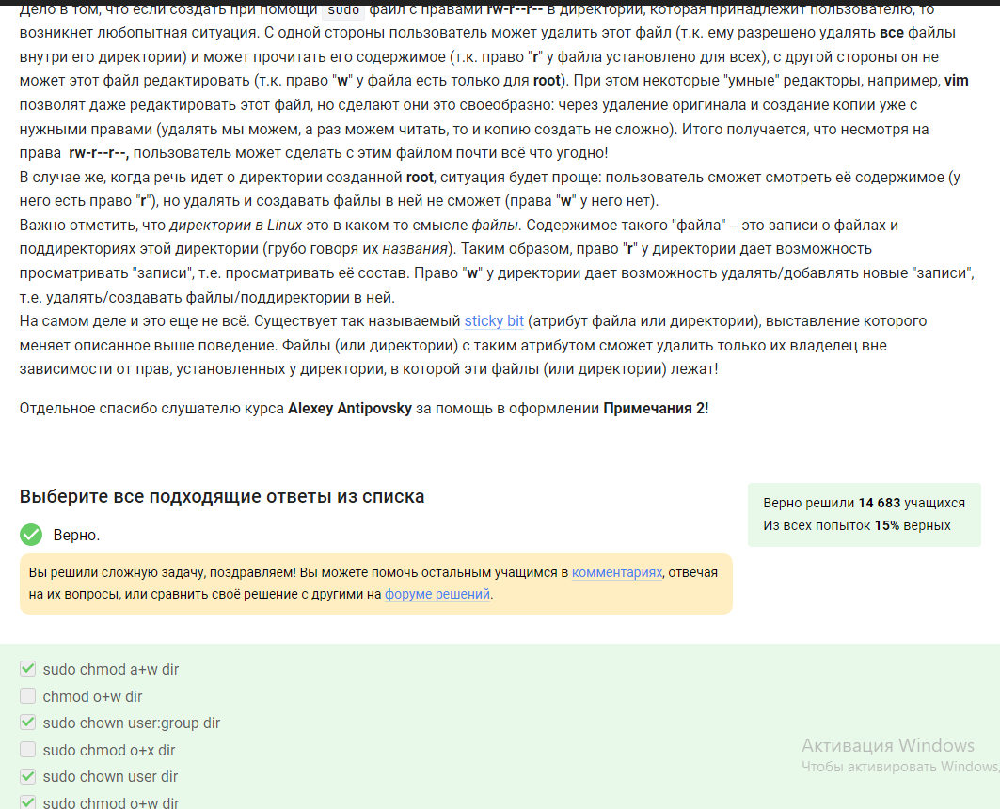 Дело в том, что если создать при помощи sudo файл с правами rw-r--r-- в директории, которая принадлежит пользователю, то
возникнет любопытная ситуация. С одной стороны пользователь может удалить этот файл (т.к. ему разрешено удалять все файлы
внутри его директории) и может прочитать его содержимое (т.к. право "r" у файла установлено для всех), с другой стороны он не
может этот файл редактировать (т.к. право "w" у файла есть только для root). При этом некоторые "умные" редакторы, например, vim
позволят даже редактировать этот файл, но сделают они это своеобразно: через удаление оригинала и создание копии уже с
нужными правами (удалять мы можем, а раз можем читать, то и копию создать не сложно). Итого получается, что несмотря на
права rw-r--r--, пользователь может сделать с этим файлом почти всё что угодно!
В случае же, когда речь идет о директории созданной root, ситуация будет проще: пользователь сможет смотреть её содержимое (у
него есть право "r"), но удалять и создавать файлы в ней не сможет (права "w" у него нет).
Важно отметить, что директории в Linux это в каком-то смысле файлы. Содержимое такого "файла" -- это записи о файлах и
поддиректориях этой директории (грубо говоря их названия). Таким образом, право "r" у директории дает возможность
просматривать "записи", т.е. просматривать её состав. Право "w" у директории дает возможность удалять/добавлять новые "записи",
т.е. удалять/создавать файлы/поддиректории в ней.
На самом деле и это еще не всё. Существует так называемый sticky bit (атрибут файла или директории), выставление которого
меняет описанное выше поведение. Файлы (или директории) с таким атрибутом сможет удалить только их владелец вне
зависимости от прав, установленных у директории, в которой эти файлы (или директории) лежат!
Отдельное спасибо слушателю курса Alexey Antipovsky за помощь в оформлении Примечания 2!
Выберите все подходящие ответы из списка
Верно решили 14 683 учащихся
Из всех попыток 15% верных
Верно.
Вы решили сложную задачу, поздравляем! Вы можете помочь остальным учащимся в комментариях, отвечая
на их вопросы, или сравнить своё решение с другими на форуме решений.
sudo chmod a+w dir
chmod o+w dir
sudo chown user:group dir
sudo chmod o+x dir
sudo chown user dir
sudo chmod o+w dir
Активация Windows
Чтобы активировать Windows,